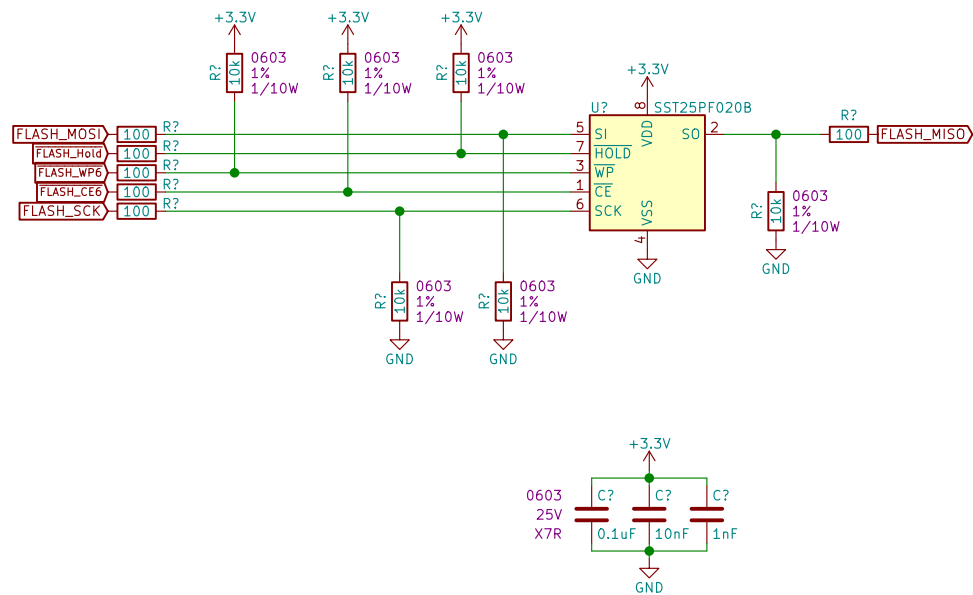 +3.3V
+3.3V
+3.3V
R?
10k
0603
1%
1/10W
R?
10k
0603
1%
1/10W
R?
10k
0603
1%
1/10W
+3.3V
U?
8
SST25PF020B
FLASH_MOSI
100
R?
5
SI
VDD
SO
2
R?
100
FLASH_MISO
FLASH_Hold
100
R?
7
HOLD
FLASH_WP6
100
R?
3
WP
FLASH_CE6
100
R?
1
CE
FLASH_SCK
100
R?
6
SCK
VSS
4
GND
R?
10k
0603
1%
1/10W
GND
R?
10k
0603
1%
1/10W
GND
R?
10k
0603
1%
1/10W
GND
+3.3V
0603
25V
X7R
C?
0.1uF
C?
10nF
C?
1nF
GND